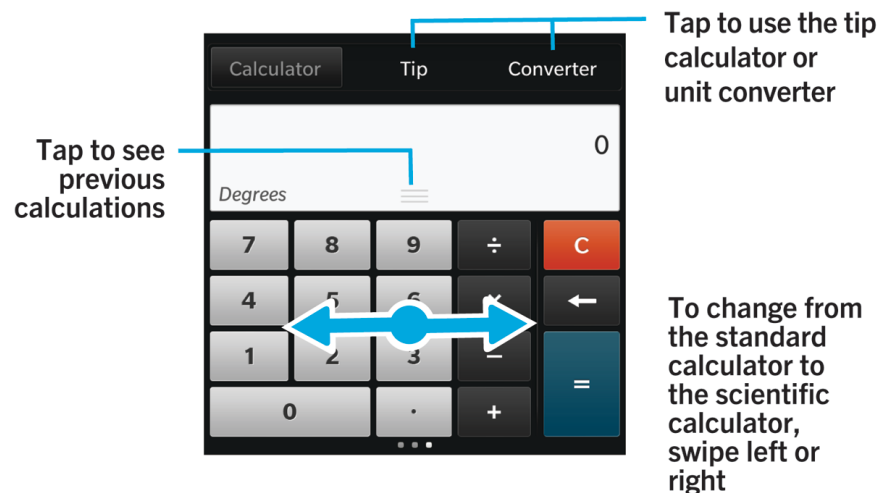 Tap to use the tip
calculator or
unit converter
Calculator Tip Converter
0
Tap to see
previous
calculations
Degrees
7 8 9 ÷ C
4 5 6 × ←
1 2 3 − =
0 . +
To change from
the standard
calculator to
the scientific
calculator,
swipe left or
right